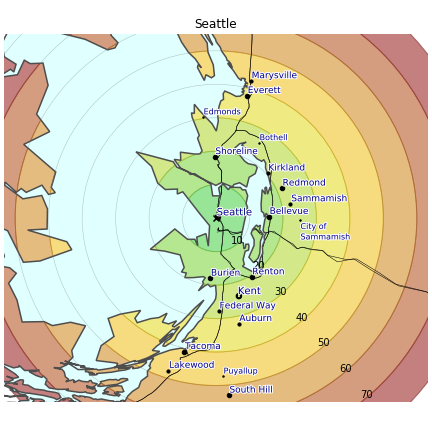 Seattle
Marysville
Everett
Edmonds
Bothell
Shoreline
Kirkland
Redmond
Sammamish
Seattle
Bellevue
City of
Sammamish
10
20
Burien
Renton
30
Kent
Federal Way
40
Auburn
50
Tacoma
60
Lakewood
Puyallup
South Hill
70